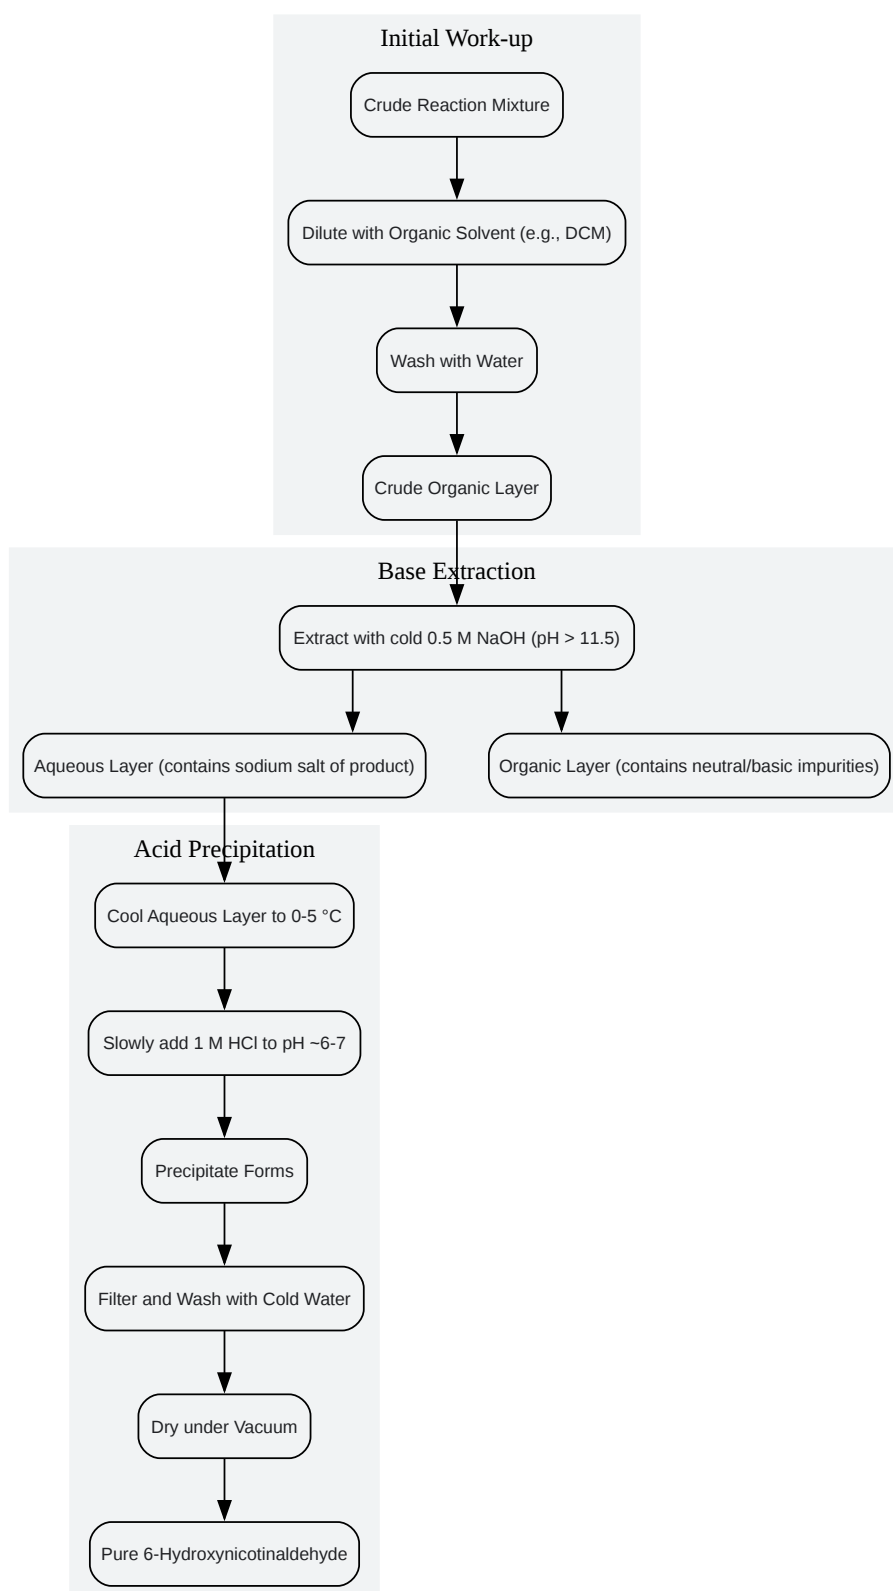 Initial Work-up
Crude Reaction Mixture
Dilute with Organic Solvent (e.g., DCM)
Wash with Water
Crude Organic Layer
Base Extraction
Extract with cold 0.5 M NaOH (pH > 11.5)
Aqueous Layer (contains sodium salt of product)
Organic Layer (contains neutral/basic impurities)
Acid Precipitation
Cool Aqueous Layer to 0-5 °C
Slowly add 1 M HCl to pH ~6-7
Precipitate Forms
Filter and Wash with Cold Water
Dry under Vacuum
Pure 6-Hydroxynicotinaldehyde